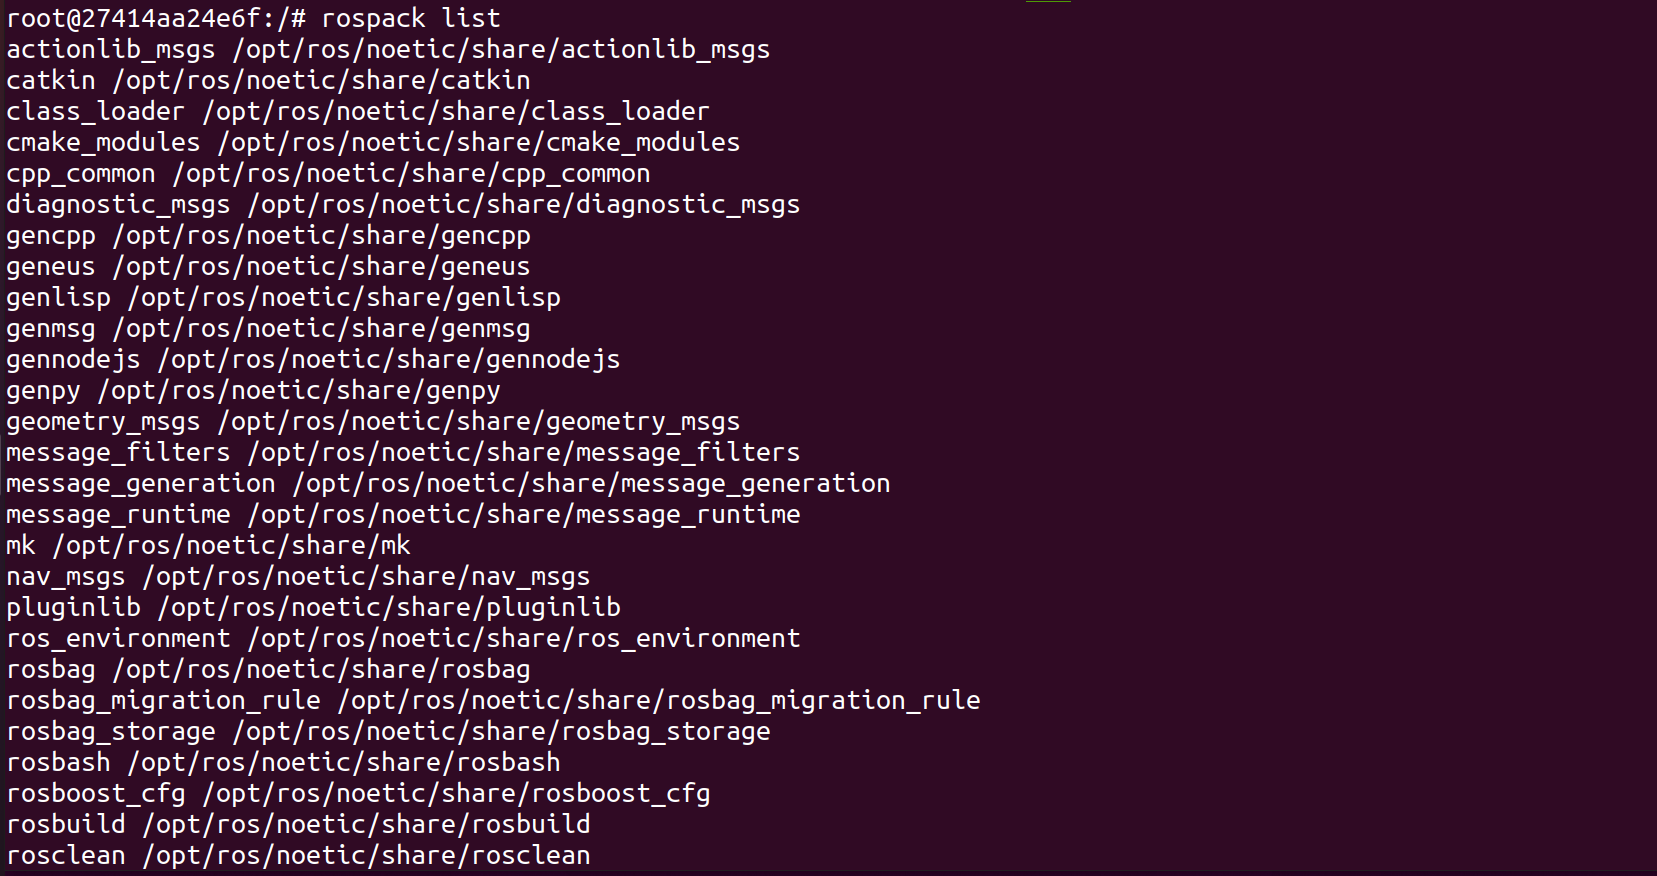 root@27414aa24e6f:/# rospack list
actionlib_msgs /opt/ros/noetic/share/actionlib_msgs
catkin /opt/ros/noetic/share/catkin
class_loader /opt/ros/noetic/share/class_loader
cmake_modules /opt/ros/noetic/share/cmake_modules
cpp_common /opt/ros/noetic/share/cpp_common
diagnostic_msgs /opt/ros/noetic/share/diagnostic_msgs
gencpp /opt/ros/noetic/share/gencpp
geneus /opt/ros/noetic/share/geneus
genlisp /opt/ros/noetic/share/genlisp
genmsg /opt/ros/noetic/share/genmsg
gennodejs /opt/ros/noetic/share/gennodejs
genpy /opt/ros/noetic/share/genpy
geometry_msgs /opt/ros/noetic/share/geometry_msgs
message_filters /opt/ros/noetic/share/message_filters
message_generation /opt/ros/noetic/share/message_generation
message_runtime /opt/ros/noetic/share/message_runtime
mk /opt/ros/noetic/share/mk
nav_msgs /opt/ros/noetic/share/nav_msgs
pluginlib /opt/ros/noetic/share/pluginlib
ros_environment /opt/ros/noetic/share/ros_environment
rosbag /opt/ros/noetic/share/rosbag
rosbag_migration_rule /opt/ros/noetic/share/rosbag_migration_rule
rosbag_storage /opt/ros/noetic/share/rosbag_storage
rosbash /opt/ros/noetic/share/rosbash
rosboost_cfg /opt/ros/noetic/share/rosboost_cfg
rosbuild /opt/ros/noetic/share/rosbuild
rosclean /opt/ros/noetic/share/rosclean